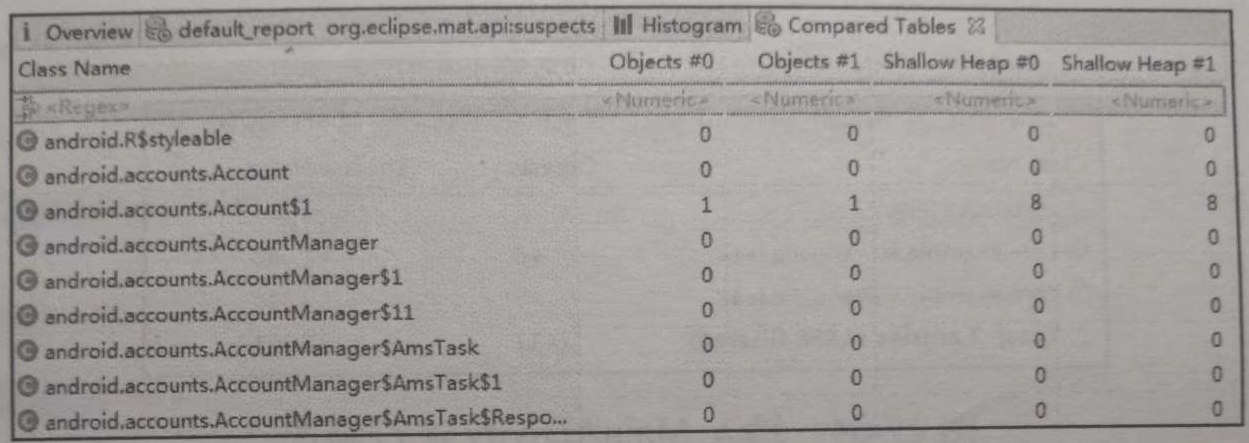 i Overview default_report org.eclipse.mat.api:suspects Histogram Compared Tables
Class Name Objects #0 Objects #1 Shallow Heap #0 Shallow Heap #1
<Regex> <Numeric> <Numeric> <Numeric> <Numeric>
C android.R$styleable 0 0 0 0
C android.accounts.Account 0 0 0 0
C android.accounts.Account$1 1 1 8 8
C android.accounts.AccountManager 0 0 0 0
C android.accounts.AccountManager$1 0 0 0 0
C android.accounts.AccountManager$11 0 0 0 0
C android.accounts.AccountManager$AmsTask 0 0 0 0
C android.accounts.AccountManager$AmsTask$1 0 0 0 0
C android.accounts.AccountManager$AmsTask$Respo... 0 0 0 0